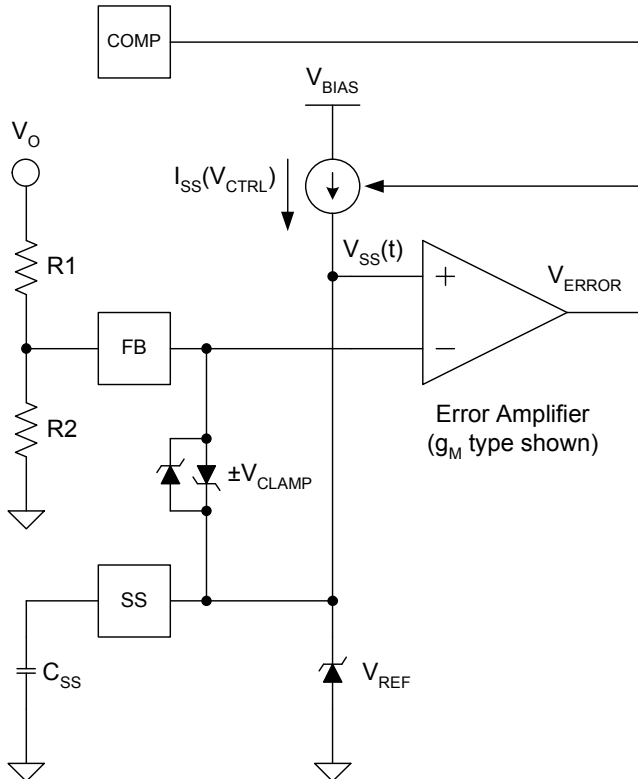 COMP
V_BIAS
V_O
I_SS(V_CTRL)
V_SS(t)
R1
V_ERROR
FB
R2
Error Amplifier
(g_M type shown)
±V_CLAMP
SS
C_SS
V_REF